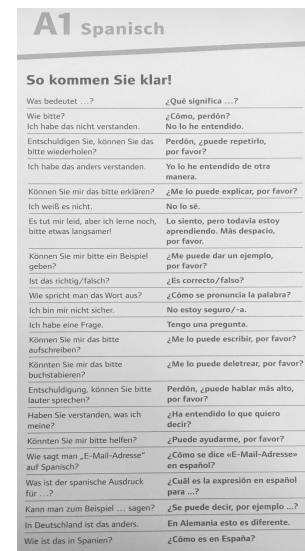 A1 Spanisch
So kommen Sie klar!
Was bedeutet …? ¿Qué significa …?
Wie bitte? ¿Cómo, perdón?
Ich habe das nicht verstanden. No lo he entendido.
Entschuldigen Sie, können Sie das Perdón, ¿puede repetirlo,
bitte wiederholen? por favor?
Ich habe das anders verstanden. Yo lo he entendido de otra
manera.
Können Sie mir das bitte erklären? ¿Me lo puede explicar, por favor?
Ich weiß es nicht. No lo sé.
Es tut mir leid, aber ich lerne noch, Lo siento, pero todavía estoy
bitte etwas langsamer! aprendiendo. Más despacio,
por favor.
Können Sie mir bitte ein Beispiel ¿Me puede dar un ejemplo,
geben? por favor?
Ist das richtig/falsch? ¿Es correcto/falso?
Wie spricht man das Wort aus? ¿Cómo se pronuncia la palabra?
Ich bin mir nicht sicher. No estoy seguro/-a.
Ich habe eine Frage. Tengo una pregunta.
Können Sie mir das bitte ¿Me lo puede escribir, por favor?
aufschreiben?
Könnten Sie mir das bitte ¿Me lo puede deletrear, por favor?
buchstabieren?
Entschuldigung, können Sie bitte Perdón, ¿puede hablar más alto,
lauter sprechen? por favor?
Haben Sie verstanden, was ich ¿Ha entendido lo que quiero
meine? decir?
Könnten Sie mir bitte helfen? ¿Puede ayudarme, por favor?
Wie sagt man „E-Mail-Adresse" ¿Cómo se dice «E-Mail-Adresse»
auf Spanisch? en español?
Was ist der spanische Ausdruck ¿Cuál es la expresión en español
für …? para ...?
Kann man zum Beispiel … sagen? ¿Se puede decir, por ejemplo ...?
In Deutschland ist das anders. En Alemania esto es diferente.
Wie ist das in Spanien? ¿Cómo es en España?